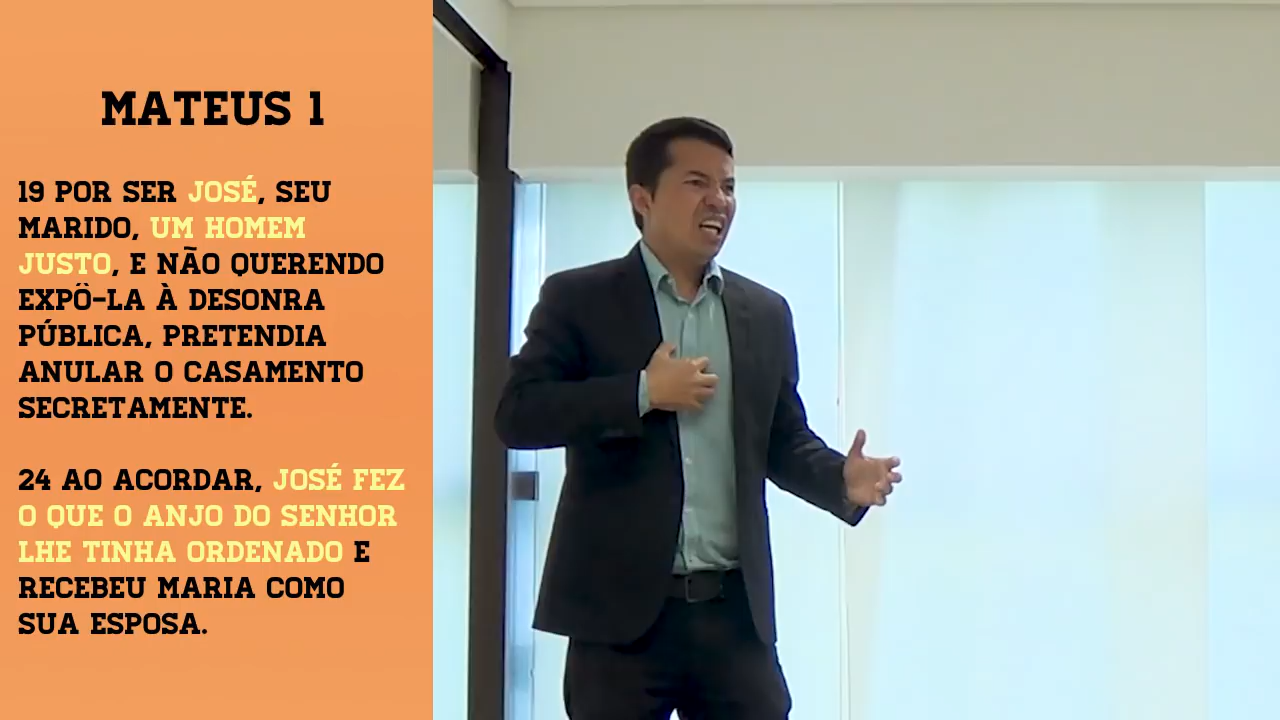 MATEUS 1
19 POR SER JOSÉ, SEU
MARIDO, UM HOMEM
JUSTO, E NÃO QUERENDO
EXPÔ-LA À DESONRA
PÚBLICA, PRETENDIA
ANULAR O CASAMENTO
SECRETAMENTE.
24 AO ACORDAR, JOSÉ FEZ
O QUE O ANJO DO SENHOR
LHE TINHA ORDENADO E
RECEBEU MARIA COMO
SUA ESPOSA.